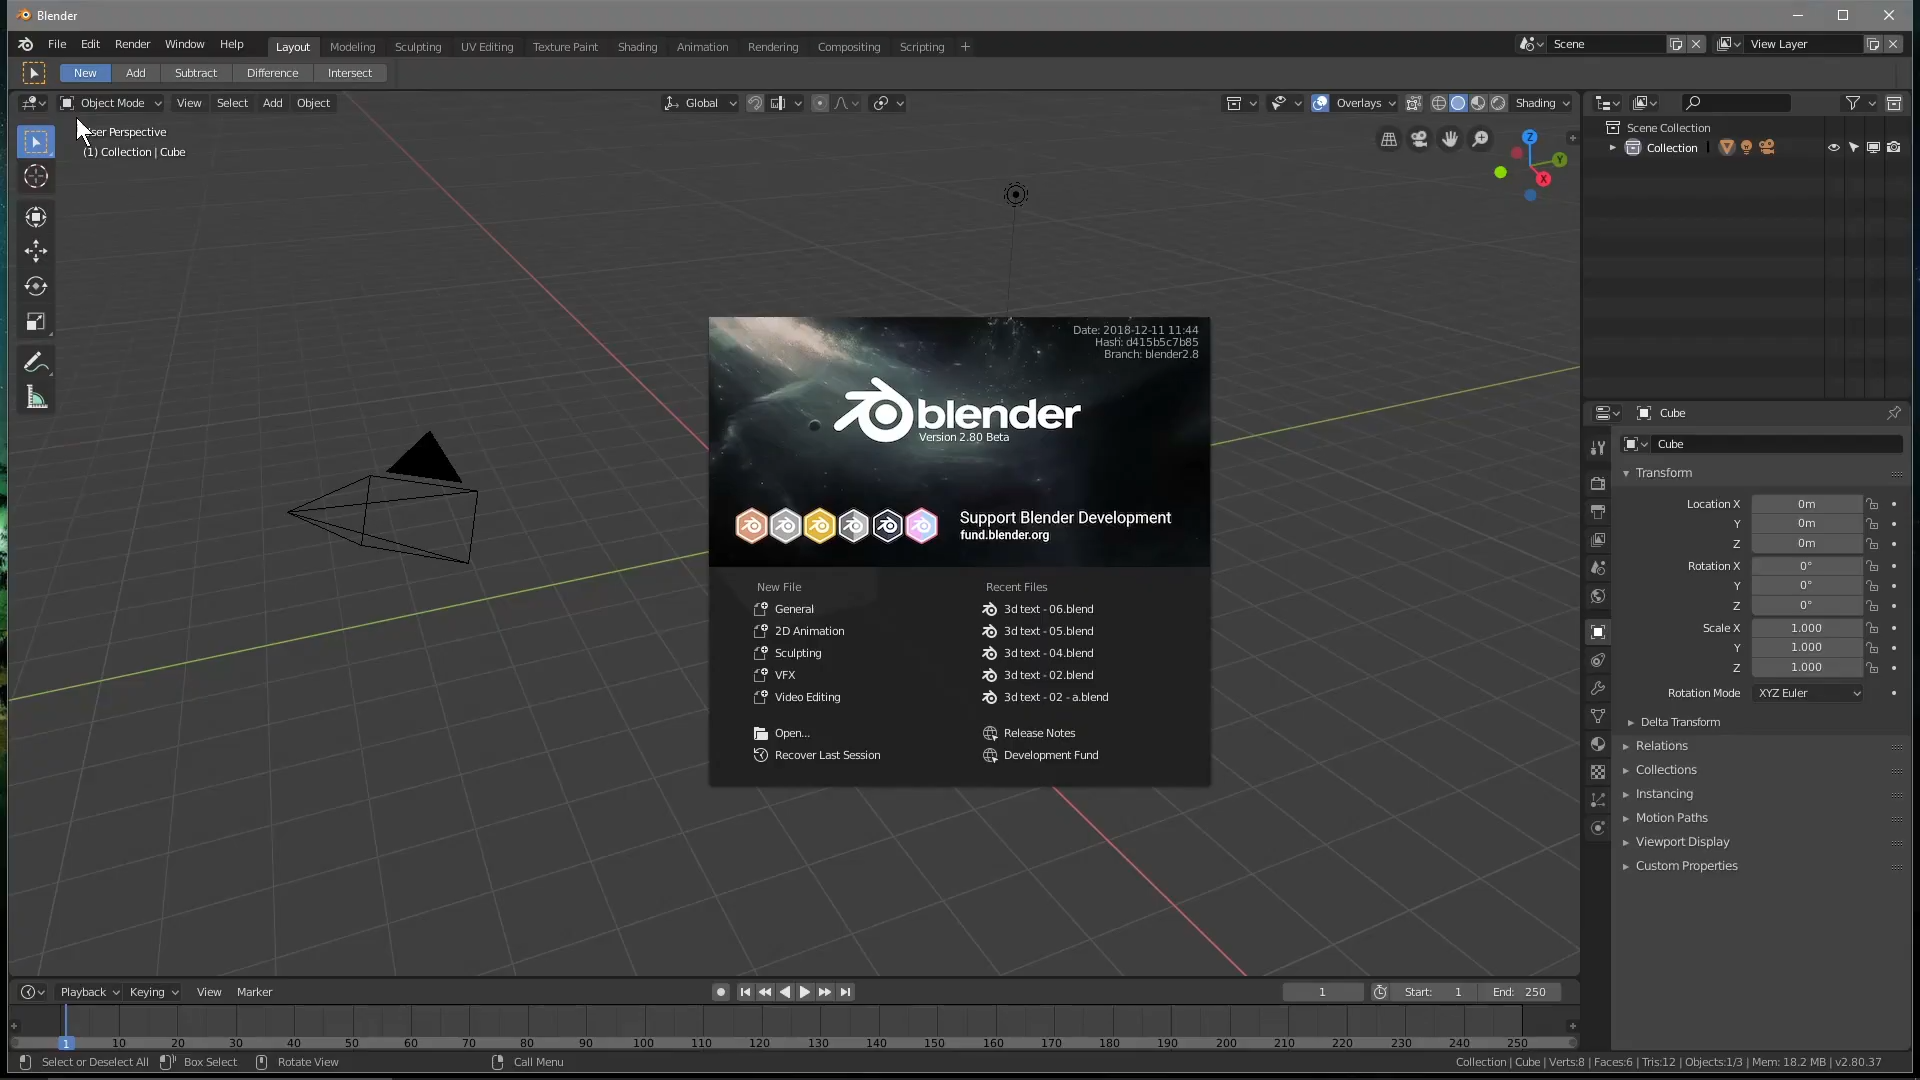 Blender
File Edit Render Window Help Layout Modeling Sculpting UV Editing Texture Paint Shading Animation Rendering Compositing Scripting + Scene View Layer
New Add Subtract Difference Intersect
Object Mode View Select Add Object Global Overlays Shading
ser Perspective
(1) Collection | Cube
Z
Y
X
Scene Collection
Collection
Date: 2018-12-11 11:44
Hash: d415b5c7b85
Branch: blender2.8
blender
Version 2.80 Beta
Support Blender Development
fund.blender.org
New File
General
2D Animation
Sculpting
VFX
Video Editing
Open...
Recover Last Session
Recent Files
3d text - 06.blend
3d text - 05.blend
3d text - 04.blend
3d text - 02.blend
3d text - 02 - a.blend
Release Notes
Development Fund
Cube
Cube
Transform
Location X 0m
Y 0m
Z 0m
Rotation X 0°
Y 0°
Z 0°
Scale X 1.000
Y 1.000
Z 1.000
Rotation Mode XYZ Euler
Delta Transform
Relations
Collections
Instancing
Motion Paths
Viewport Display
Custom Properties
Playback Keying View Marker 1 Start: 1 End: 250
1 10 20 30 40 50 60 70 80 90 100 110 120 130 140 150 160 170 180 190 200 210 220 230 240 250
Select or Deselect All Box Select Rotate View Call Menu Collection | Cube | Verts:8 | Faces:6 | Tris:12 | Objects:1/3 | Mem: 18.2 MB | v2.80.37